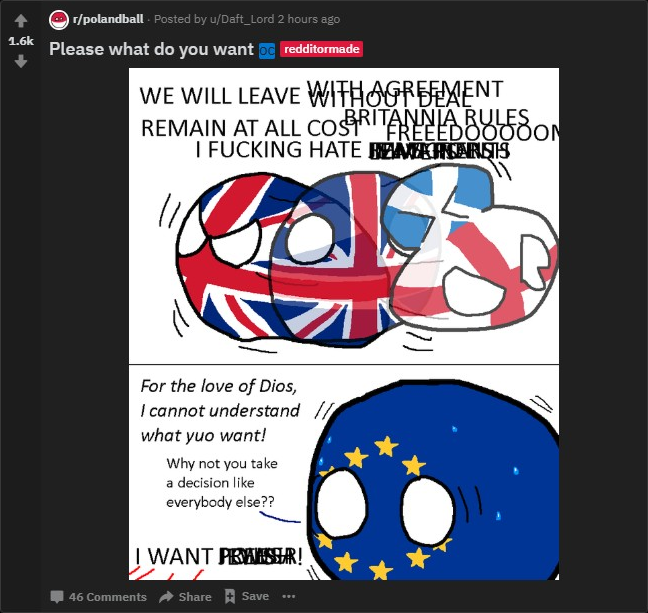 r/polandball · Posted by u/Daft_Lord 2 hours ago
1.6k
Please what do you want OC redditormade
WE WILL LEAVE WITH AGREEMENT
WITHOUT DEAL
BRITANNIA RULES
REMAIN AT ALL COST
FREEEDOOOOOM
I FUCKING HATE
For the love of Dios,
I cannot understand
what yuo want!
Why not you take
a decision like
everybody else??
I WANT
46 Comments Share Save